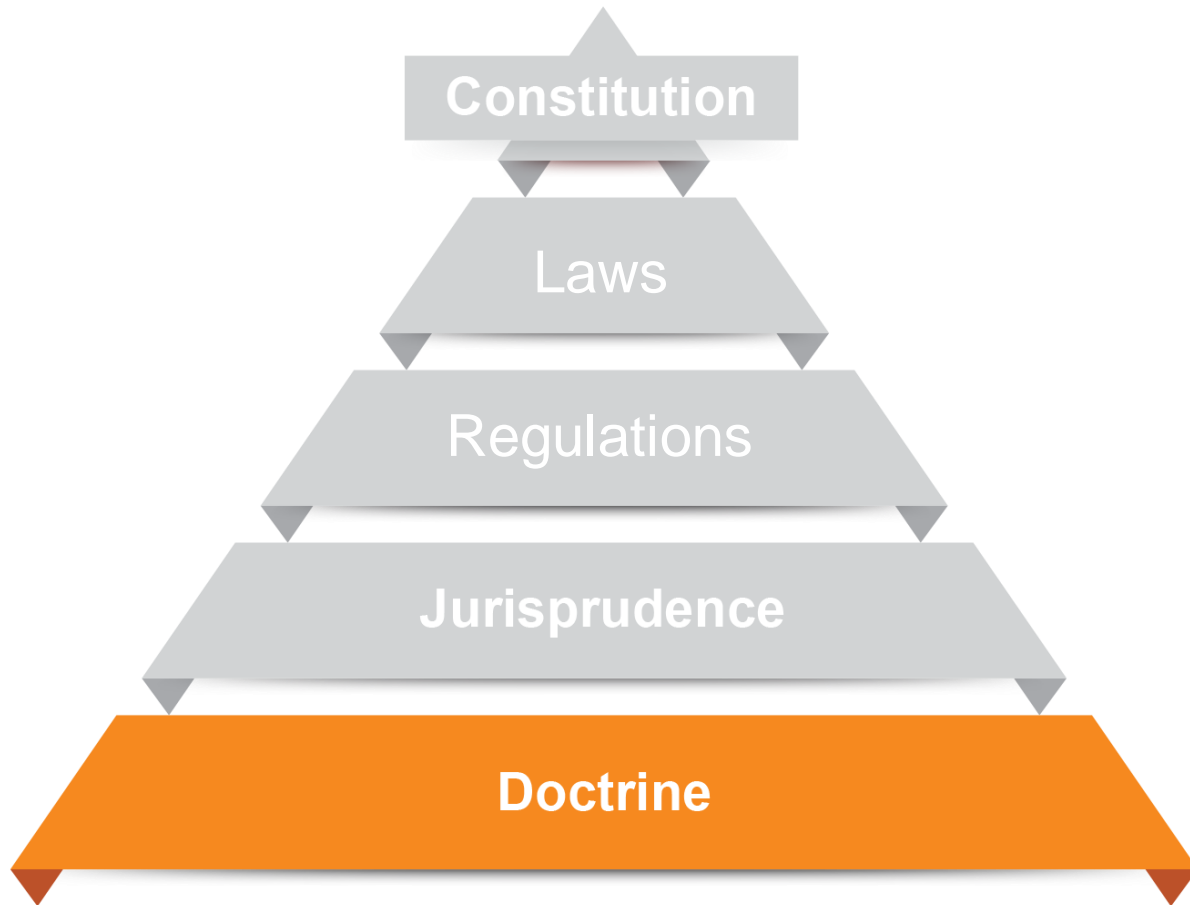 Constitution
Laws
Regulations
Jurisprudence
Doctrine